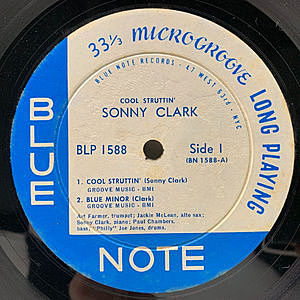 33⅓ MICROGROOVE LONG PLAYING
BLUE NOTE RECORDS • 47 WEST 63rd • NYC
COOL STRUTTIN'
SONNY CLARK
BLP 1588
Side 1
(BN 1588-A)
1. COOL STRUTTIN' (Sonny Clark)
GROOVE MUSIC - BMI
2. BLUE MINOR (Clark)
GROOVE MUSIC - BMI
Art Farmer, trumpet; Jackie McLean, alto sax;
Sonny Clark, piano; Paul Chambers,
bass, "Philly" Joe Jones, drums.
BLUE
NOTE